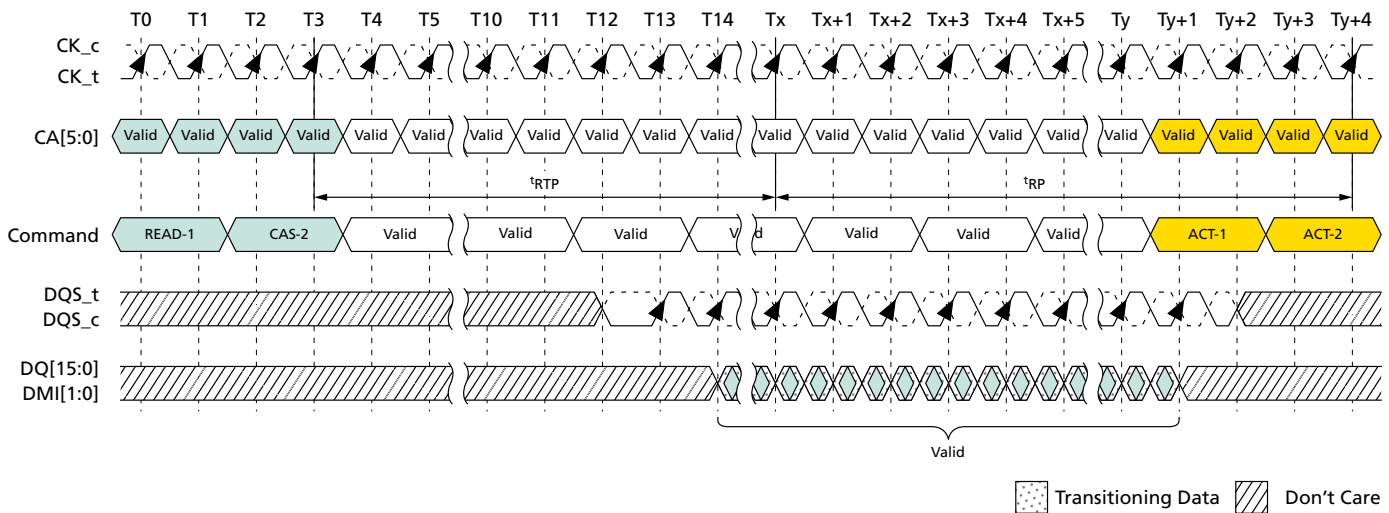 T0 T1 T2 T3 T4 T5 T10 T11 T12 T13 T14 Tx Tx+1 Tx+2 Tx+3 Tx+4 Tx+5 Ty Ty+1 Ty+2 Ty+3 Ty+4
CK_c
CK_t
CA[5:0] Valid Valid Valid Valid Valid Valid Valid Valid Valid Valid Valid Valid Valid Valid Valid Valid Valid Valid Valid Valid Valid Valid
tRTP tRP
Command READ-1 CAS-2 Valid Valid Valid V d Valid Valid Valid ACT-1 ACT-2
DQS_t
DQS_c
DQ[15:0]
DMI[1:0]
Valid
Transitioning Data Don't Care